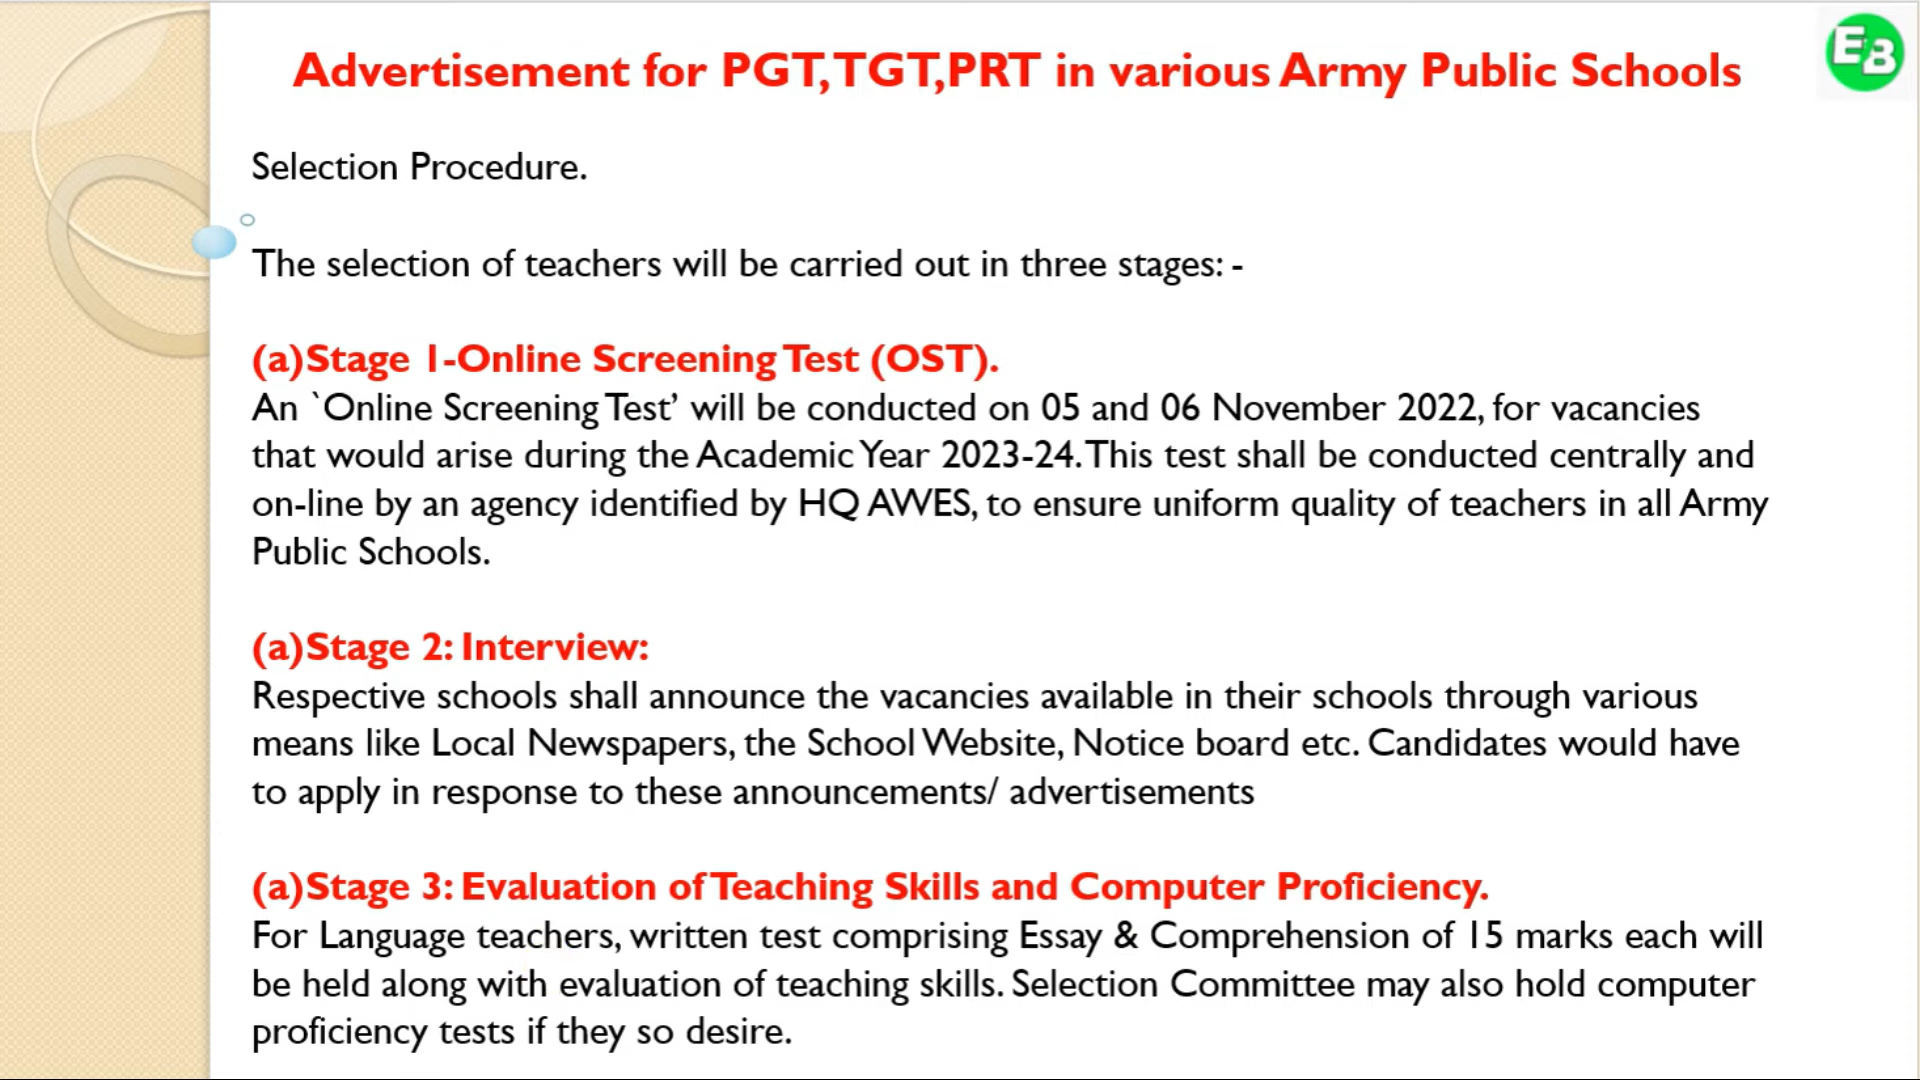 Advertisement for PGT,TGT,PRT in various Army Public Schools
EB
Selection Procedure.
The selection of teachers will be carried out in three stages: -
(a)Stage 1-Online Screening Test (OST).
An `Online Screening Test’ will be conducted on 05 and 06 November 2022, for vacancies
that would arise during the Academic Year 2023-24. This test shall be conducted centrally and
on-line by an agency identified by HQ AWES, to ensure uniform quality of teachers in all Army
Public Schools.
(a)Stage 2: Interview:
Respective schools shall announce the vacancies available in their schools through various
means like Local Newspapers, the School Website, Notice board etc. Candidates would have
to apply in response to these announcements/ advertisements
(a)Stage 3: Evaluation of Teaching Skills and Computer Proficiency.
For Language teachers, written test comprising Essay & Comprehension of 15 marks each will
be held along with evaluation of teaching skills. Selection Committee may also hold computer
proficiency tests if they so desire.